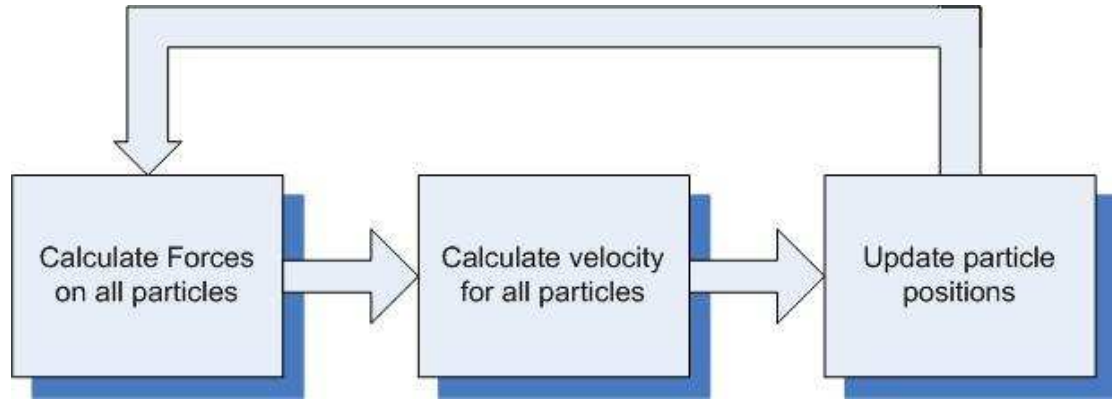 Calculate Forces
on all particles
Calculate velocity
for all particles
Update particle
positions